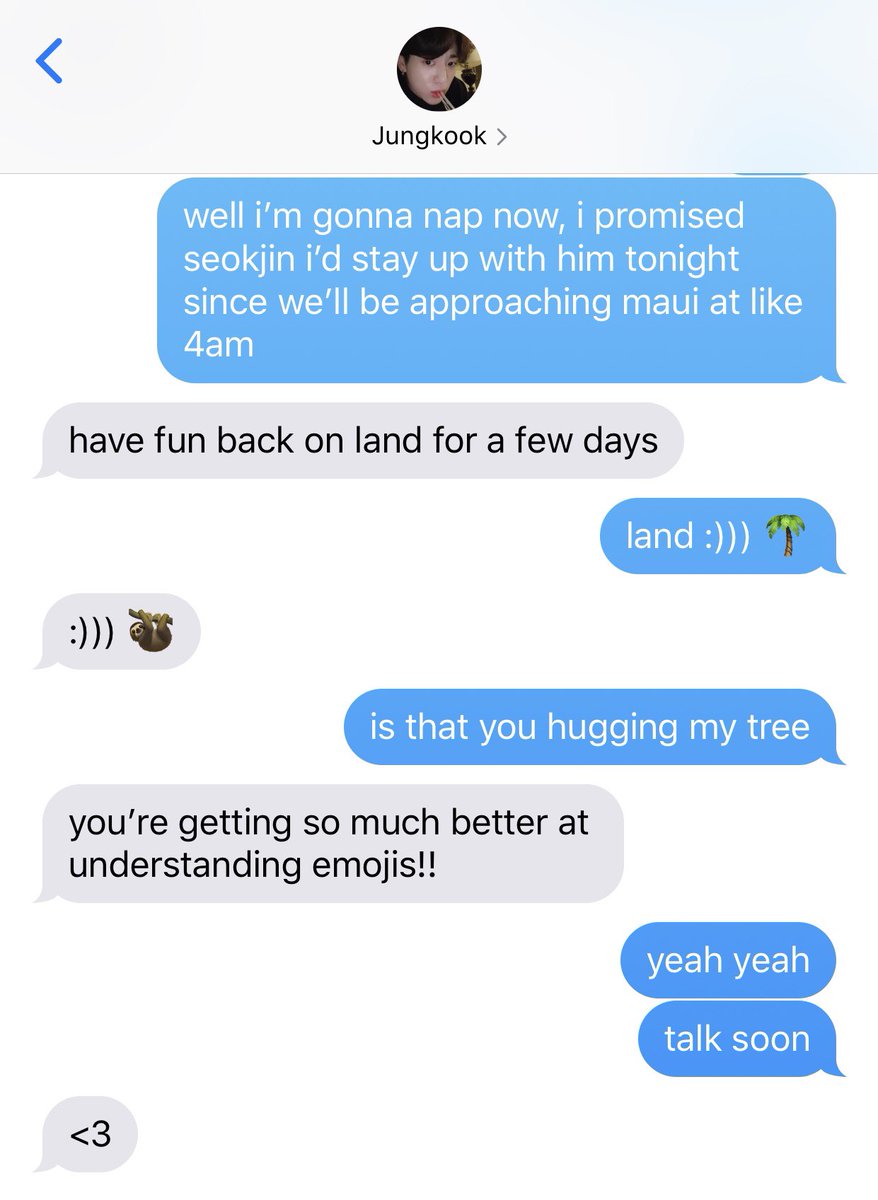 Jungkook
well i’m gonna nap now, i promised
seokjin i’d stay up with him tonight
since we’ll be approaching maui at like
4am
have fun back on land for a few days
land :))) 🌴
:))) 🦥
is that you hugging my tree
you’re getting so much better at
understanding emojis!!
yeah yeah
talk soon
<3